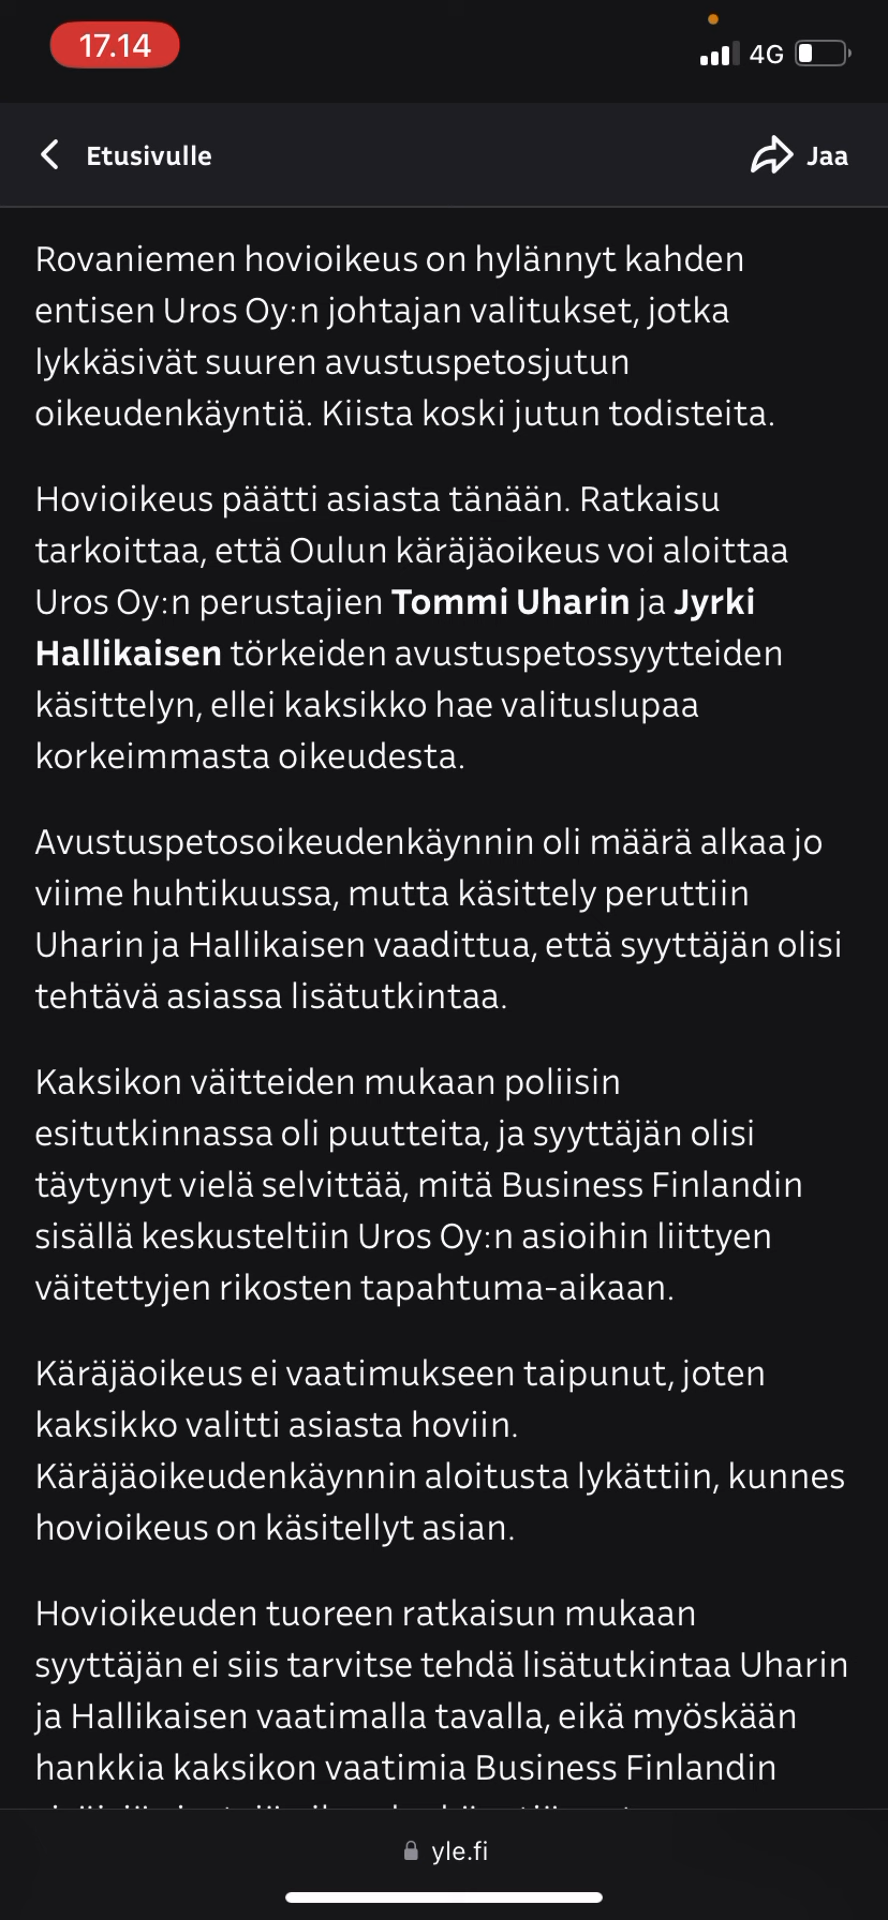 17.14
4G
Etusivulle
Jaa
Rovaniemen hovioikeus on hylännyt kahden
entisen Uros Oy:n johtajan valitukset, jotka
lykkäsivät suuren avustuspetosjutun
oikeudenkäyntiä. Kiista koski jutun todisteita.
Hovioikeus päätti asiasta tänään. Ratkaisu
tarkoittaa, että Oulun käräjäoikeus voi aloittaa
Uros Oy:n perustajien Tommi Uharin ja Jyrki
Hallikaisen törkeiden avustuspetossyytteiden
käsittelyn, ellei kaksikko hae valituslupaa
korkeimmasta oikeudesta.
Avustuspetosoikeudenkäynnin oli määrä alkaa jo
viime huhtikuussa, mutta käsittely peruttiin
Uharin ja Hallikaisen vaadittua, että syyttäjän olisi
tehtävä asiassa lisätutkintaa.
Kaksikon väitteiden mukaan poliisin
esitutkinnassa oli puutteita, ja syyttäjän olisi
täytynyt vielä selvittää, mitä Business Finlandin
sisällä keskusteltiin Uros Oy:n asioihin liittyen
väitettyjen rikosten tapahtuma-aikaan.
Käräjäoikeus ei vaatimukseen taipunut, joten
kaksikko valitti asiasta hoviin.
Käräjäoikeudenkäynnin aloitusta lykättiin, kunnes
hovioikeus on käsitellyt asian.
Hovioikeuden tuoreen ratkaisun mukaan
syyttäjän ei siis tarvitse tehdä lisätutkintaa Uharin
ja Hallikaisen vaatimalla tavalla, eikä myöskään
hankkia kaksikon vaatimia Business Finlandin
yle.fi